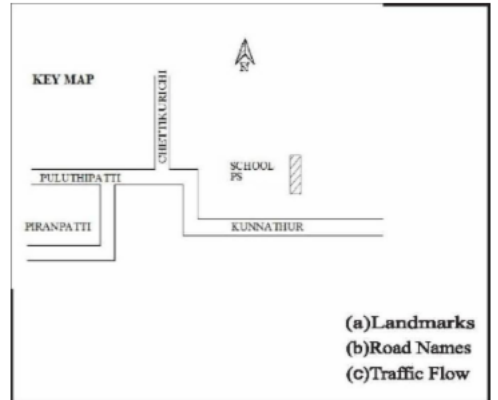 N
KEY MAP
CHETTIKURICHI
SCHOOL
PS
PULUTHIPATTI
PIRANPATTI
KUNNATHUR
(a)Landmarks
(b)Road Names
(c)Traffic Flow